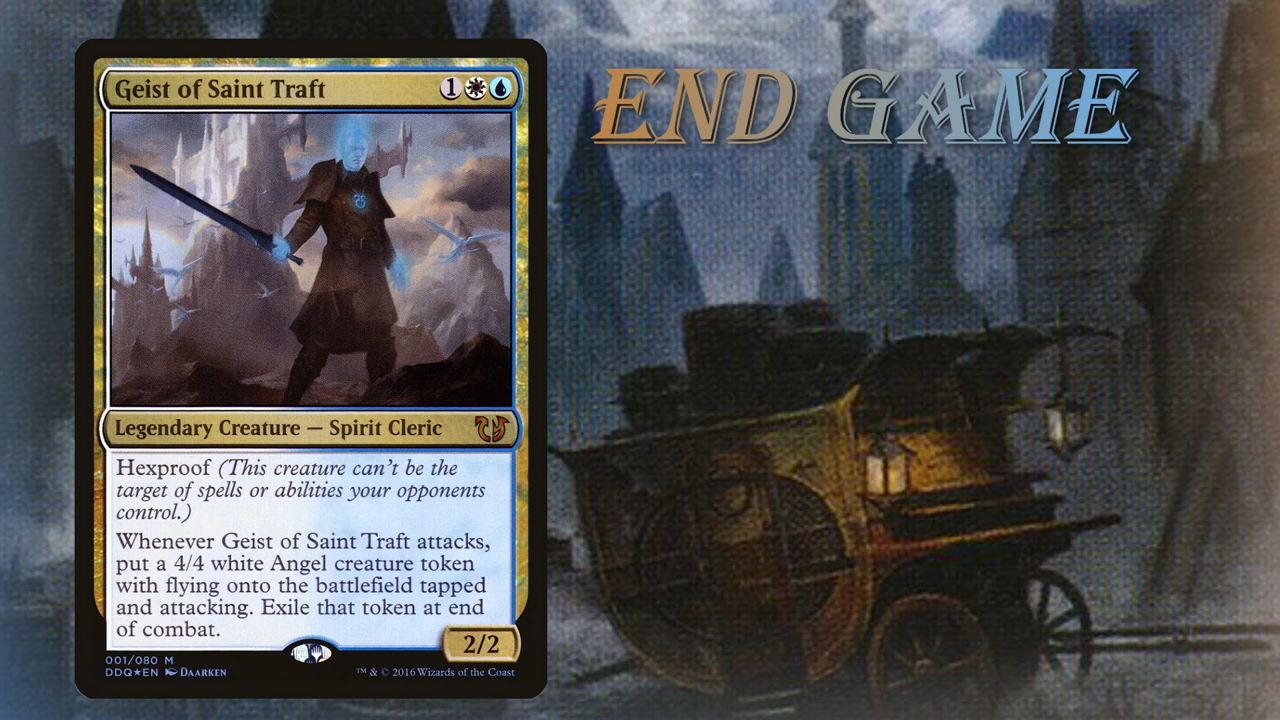 END GAME
Geist of Saint Traft
1
Legendary Creature — Spirit Cleric
Hexproof (This creature can't be the
target of spells or abilities your opponents
control.)
Whenever Geist of Saint Traft attacks,
put a 4/4 white Angel creature token
with flying onto the battlefield tapped
and attacking. Exile that token at end
of combat.
2/2
001/080 M
DDQ★EN DAARKEN
™ & © 2016 Wizards of the Coast